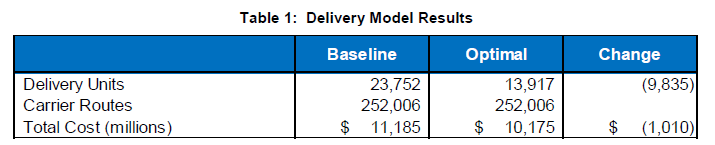 Table 1: Delivery Model Results
Baseline Optimal Change
Delivery Units 23,752 13,917 (9,835)
Carrier Routes 252,006 252,006
Total Cost (millions) $ 11,185 $ 10,175 $ (1,010)